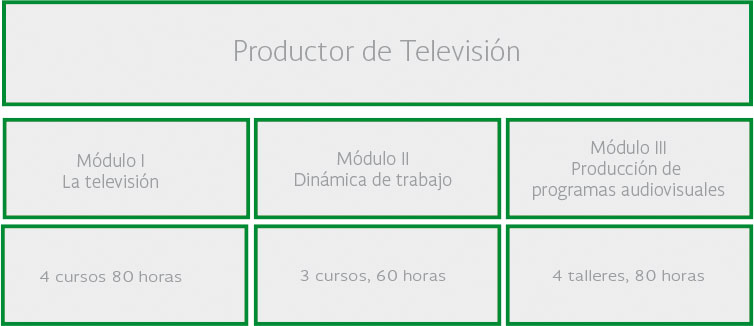 Productor de Televisión
Módulo I
La televisión
Módulo II
Dinámica de trabajo
Módulo III
Producción de
programas audiovisuales
4 cursos 80 horas
3 cursos, 60 horas
4 talleres, 80 horas